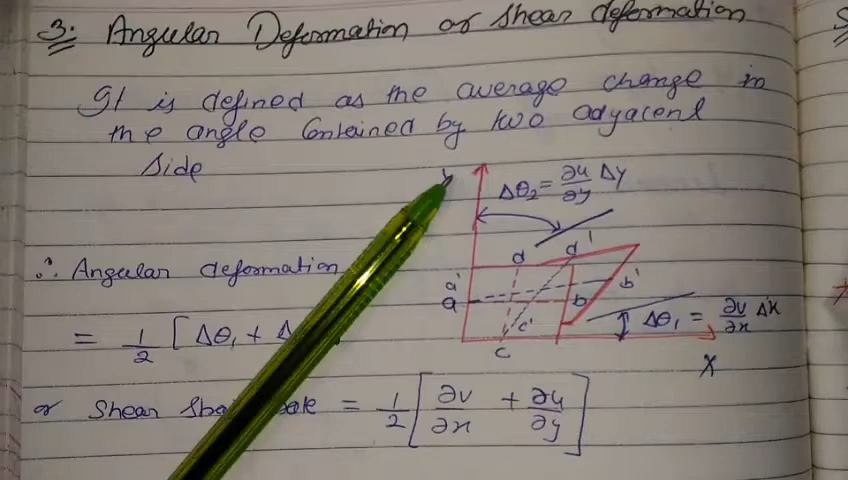 3. Angular Deformation or Shear deformation
It is defined as the average change in
the angle Contained by two adyacent
Side
Y
Δθ₂ = ∂u/∂y Δy
∴ Angular deformation
= 1/2 [Δθ₁ + Δ
or Shear
= 1/2 [∂v/∂x + ∂u/∂y]
d d'
a'
a
b b'
c' 
c
Δθ₁ = ∂v/∂x Δx
X